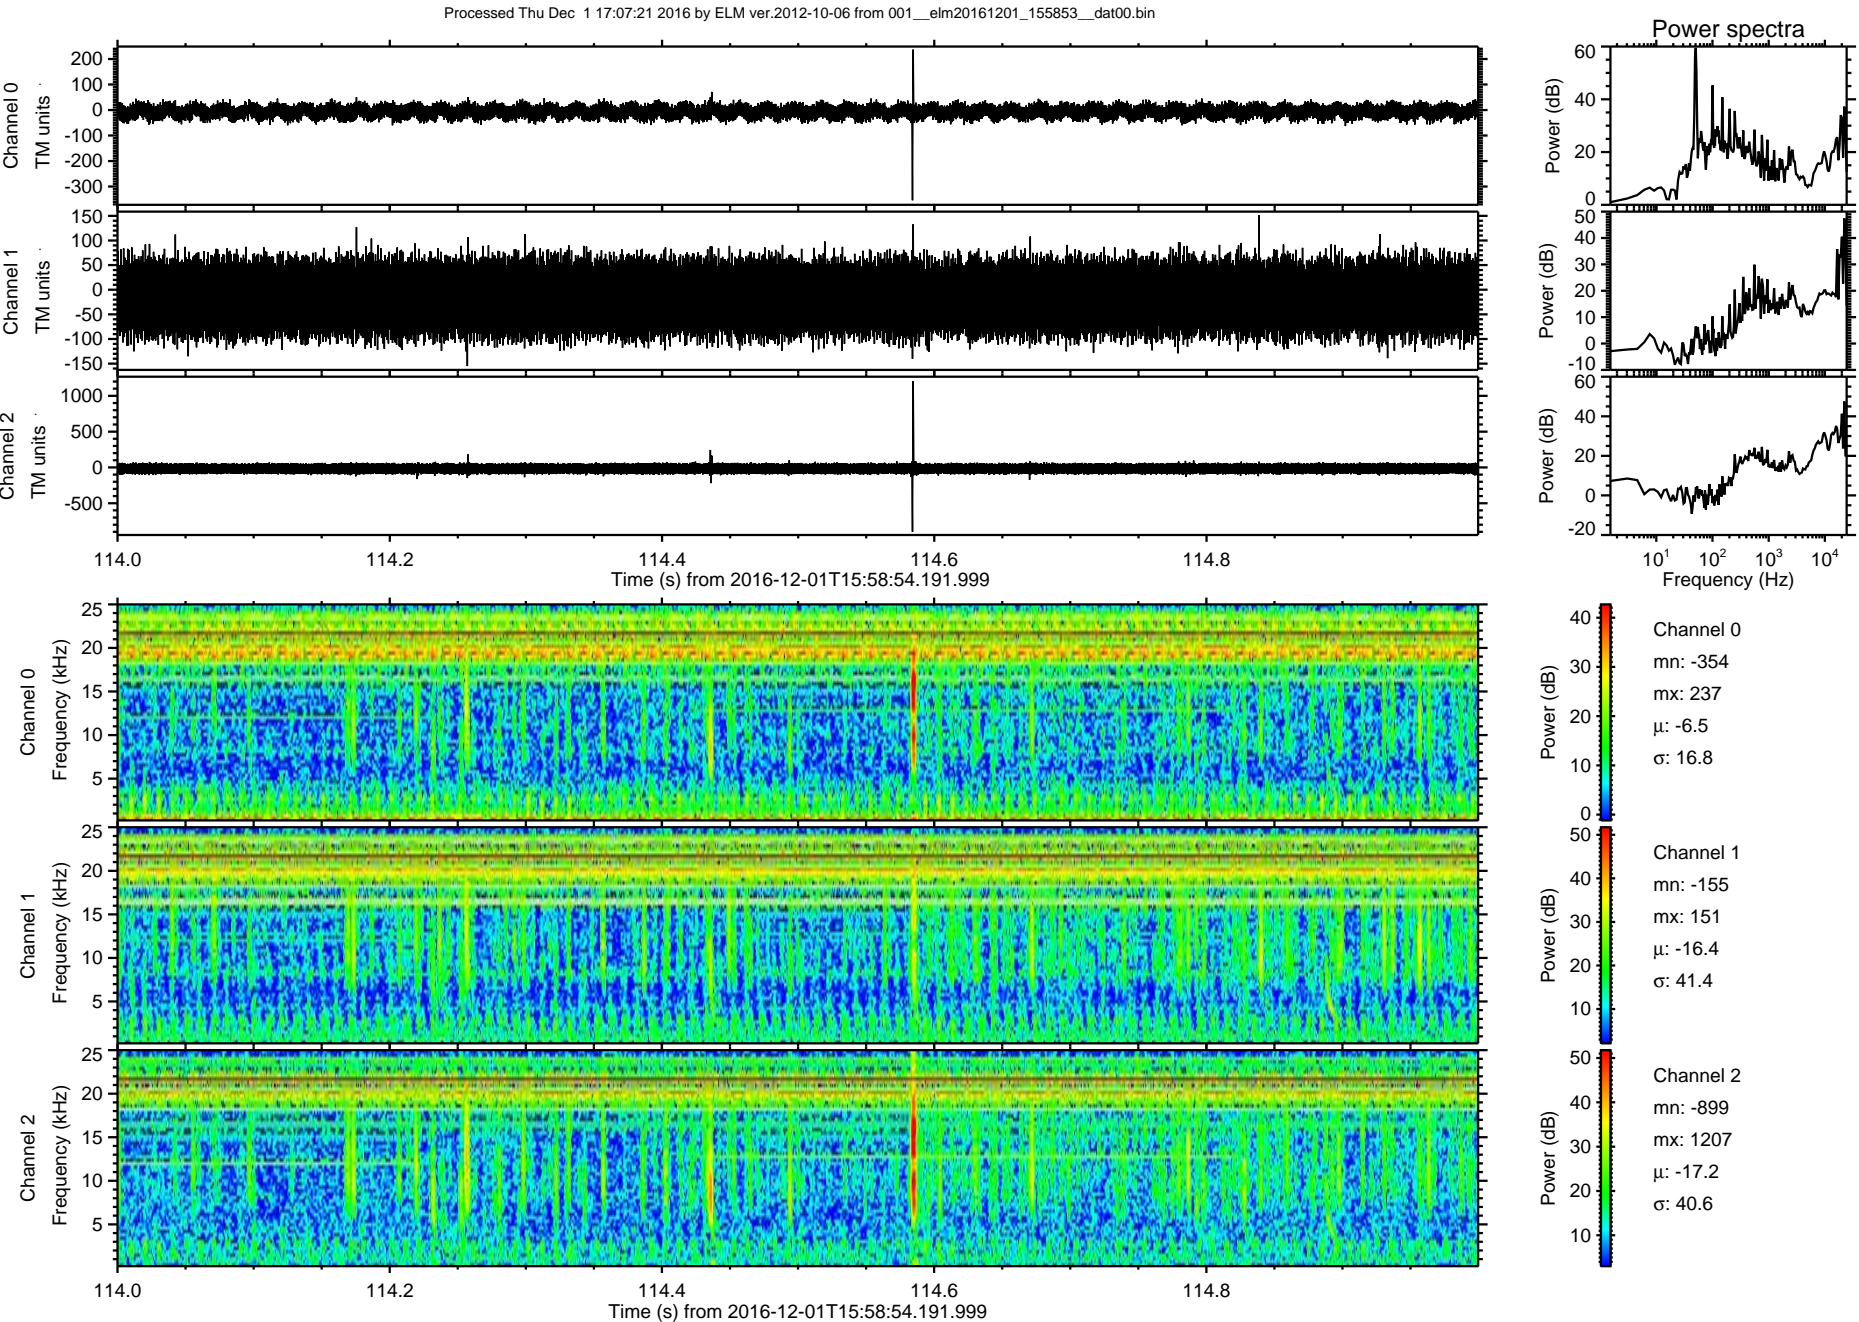 Processed Thu Dec  1 17:07:21 2016 by ELM ver.2012-10-06 from 001__elm20161201_155853__dat00.bin
Power spectra
Channel 0
TM units
200
100
0
-100
-200
-300
Power (dB)
60
40
20
0
Channel 1
TM units
150
100
50
0
-50
-100
-150
Power (dB)
50
40
30
20
10
0
-10
Channel 2
TM units
1000
500
0
-500
Power (dB)
60
40
20
0
-20
114.0 114.2 114.4 114.6 114.8
Time (s) from 2016-12-01T15:58:54.191.999
10^1 10^2 10^3 10^4
Frequency (Hz)
Channel 0
Frequency (kHz)
25
20
15
10
5
Power (dB)
40
30
20
10
0
Channel 0
mn: -354
mx: 237
μ: -6.5
σ: 16.8
Channel 1
Frequency (kHz)
25
20
15
10
5
Power (dB)
50
40
30
20
10
Channel 1
mn: -155
mx: 151
μ: -16.4
σ: 41.4
Channel 2
Frequency (kHz)
25
20
15
10
5
Power (dB)
50
40
30
20
10
Channel 2
mn: -899
mx: 1207
μ: -17.2
σ: 40.6
114.0 114.2 114.4 114.6 114.8
Time (s) from 2016-12-01T15:58:54.191.999